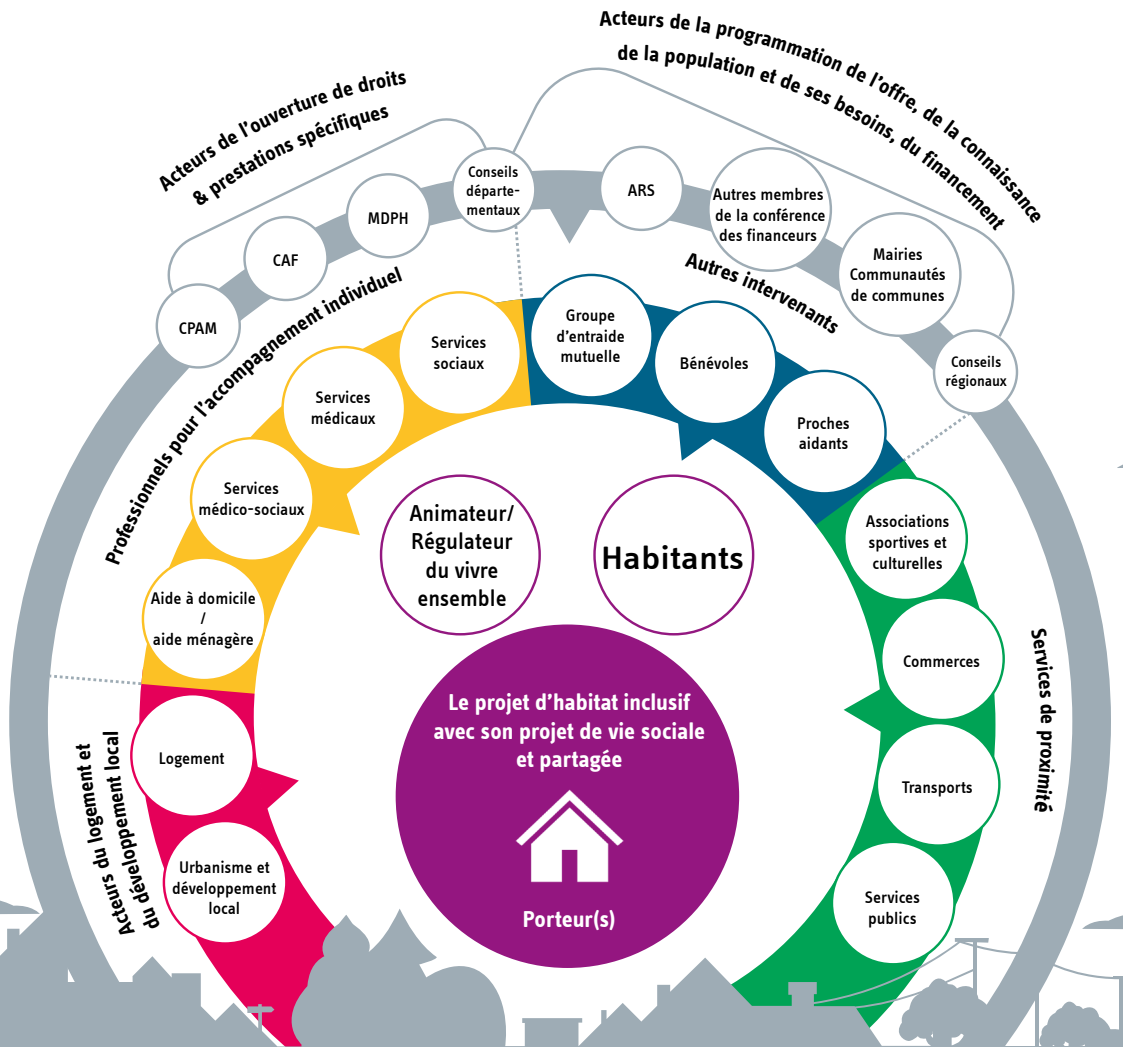 Acteurs de la programmation de l'offre, de la connaissance
de la population et de ses besoins, du financement
Acteurs de l'ouverture de droits
& prestations spécifiques
CPAM
CAF
MDPH
Conseils
départe-
mentaux
ARS
Autres membres
de la conférence
des financeurs
Mairies
Communautés
de communes
Conseils
régionaux
Professionnels pour l'accompagnement individuel
Aide à domicile
/
aide ménagère
Services
médico-sociaux
Services
médicaux
Services
sociaux
Autres intervenants
Groupe
d'entraide
mutuelle
Bénévoles
Proches
aidants
Services de proximité
Associations
sportives et
culturelles
Commerces
Transports
Services
publics
Acteurs du logement et
du développement local
Logement
Urbanisme et
développement
local
Animateur/
Régulateur
du vivre
ensemble
Habitants
Le projet d'habitat inclusif
avec son projet de vie sociale
et partagée
Porteur(s)